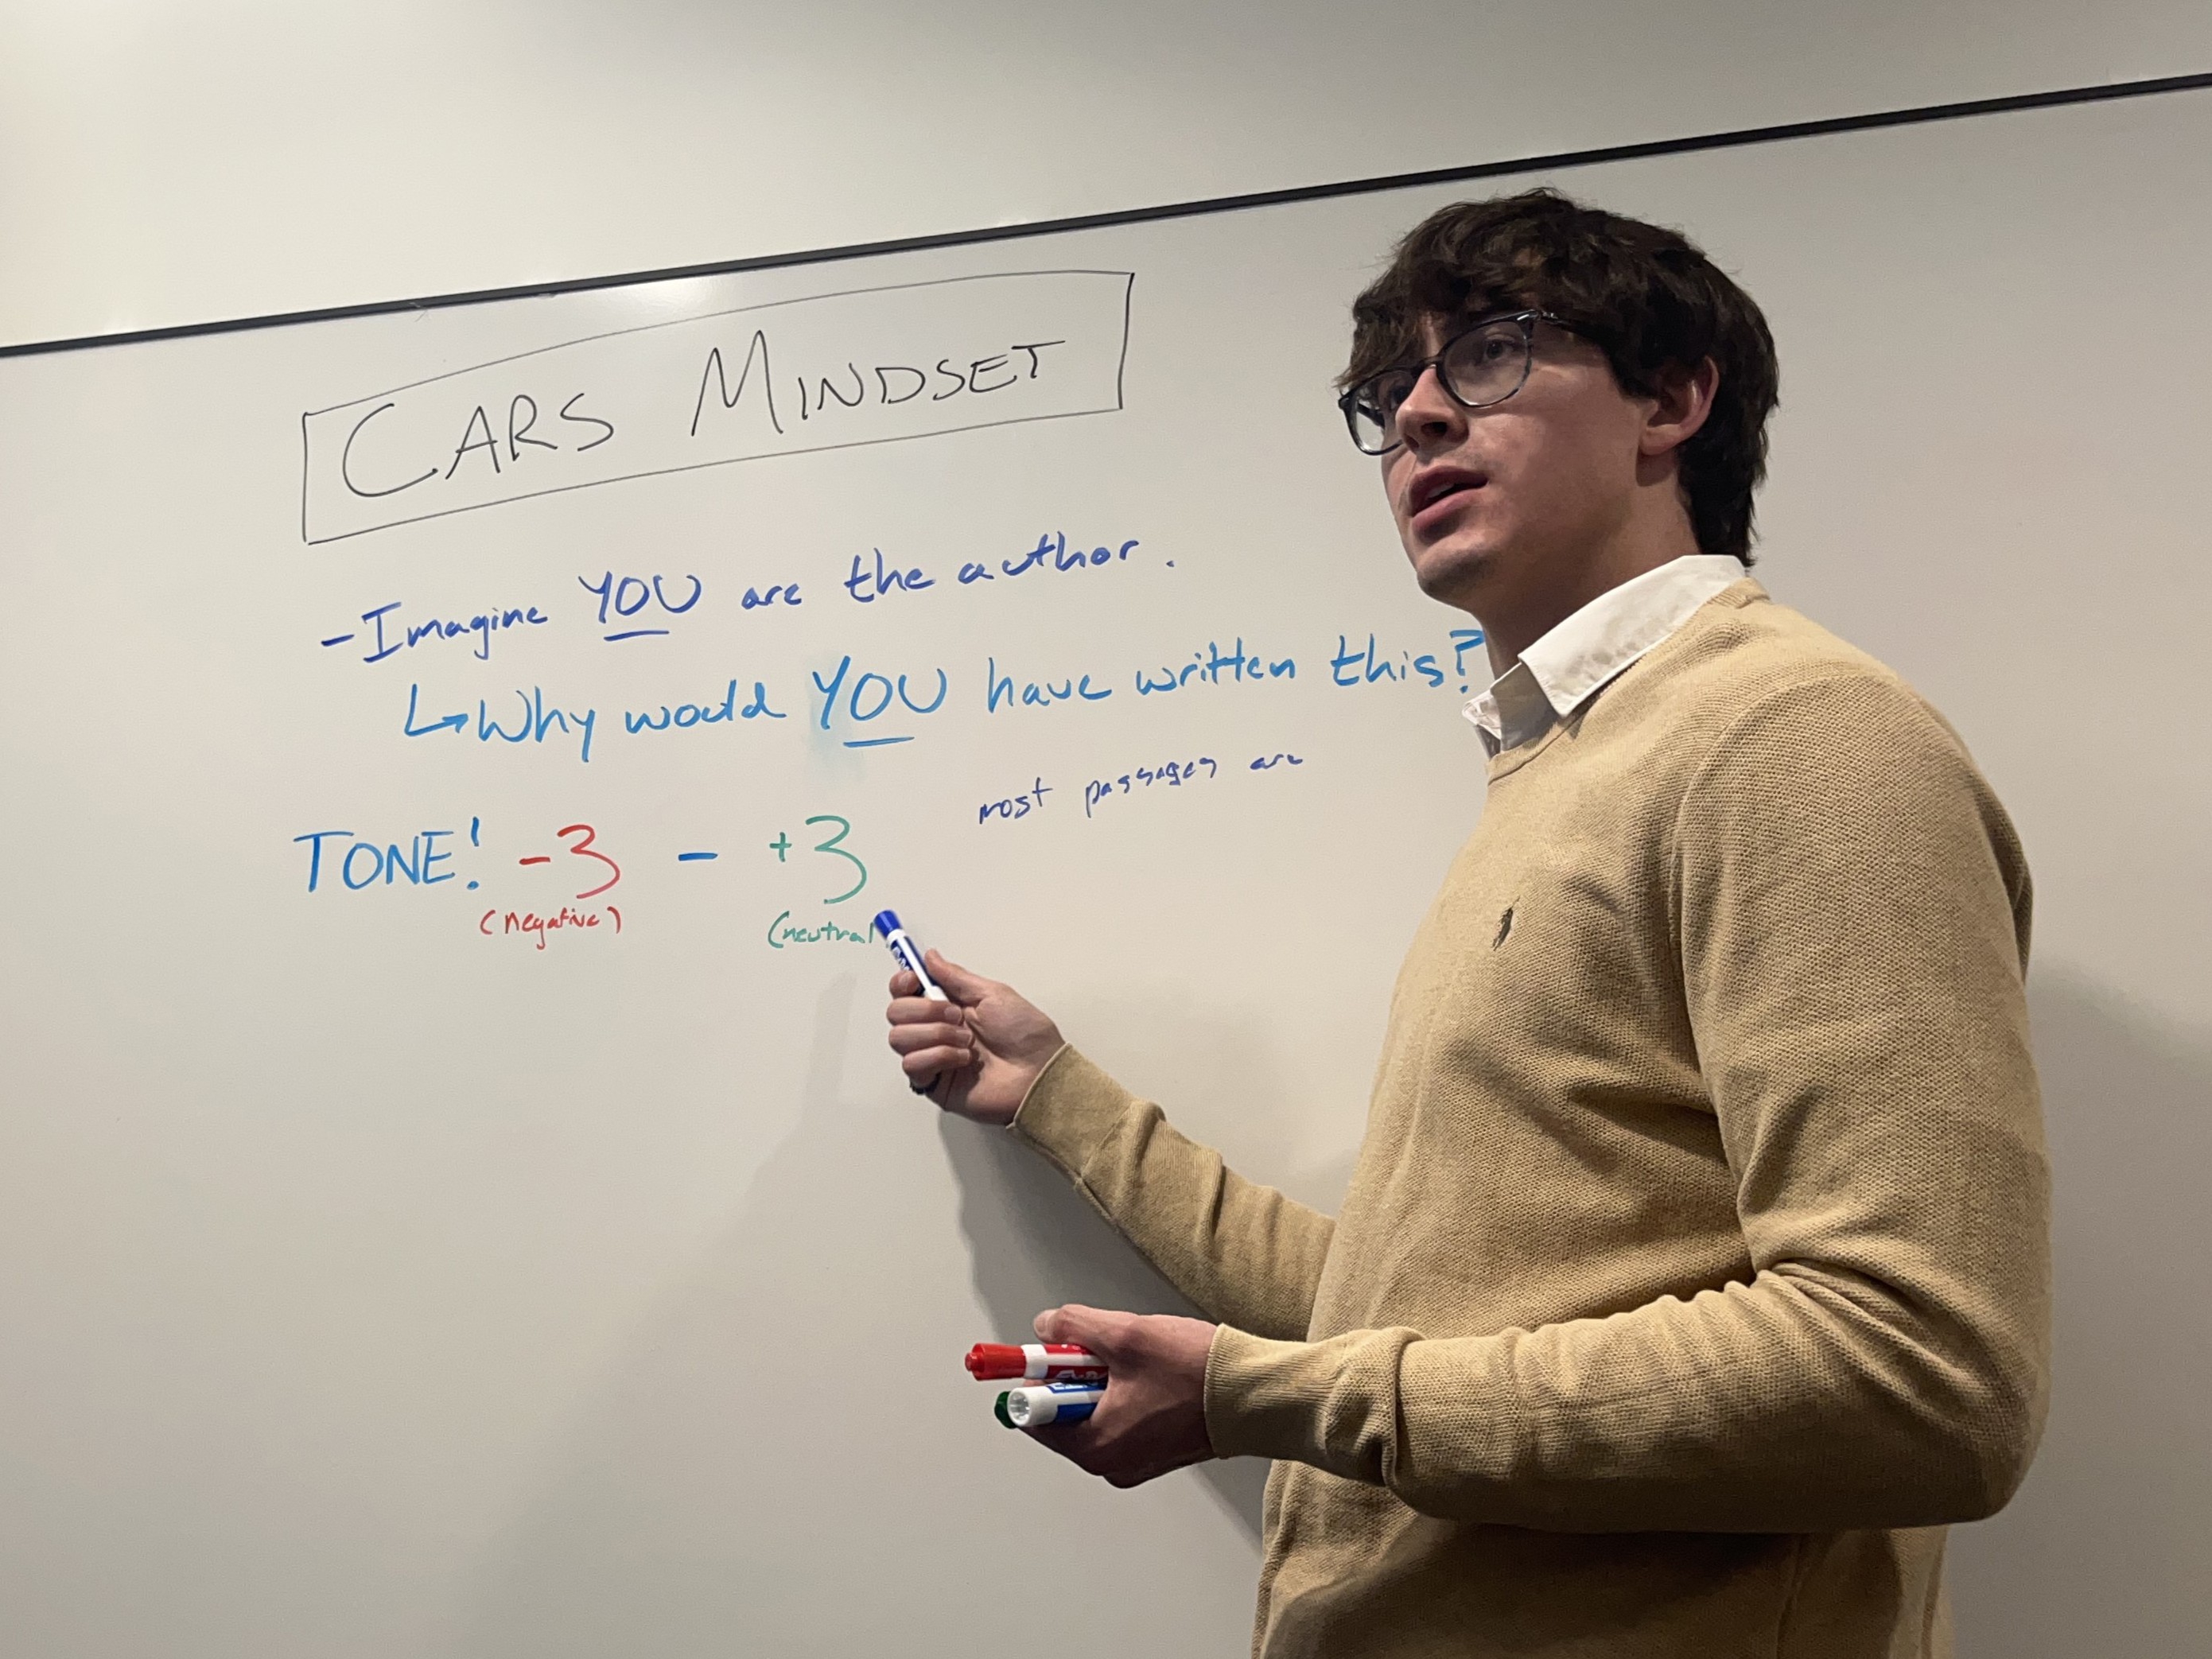 CARS MINDSET
- Imagine YOU are the author.
↳ Why would YOU have written this?
most passages are
TONE! -3 - +3
(negative) (neutral